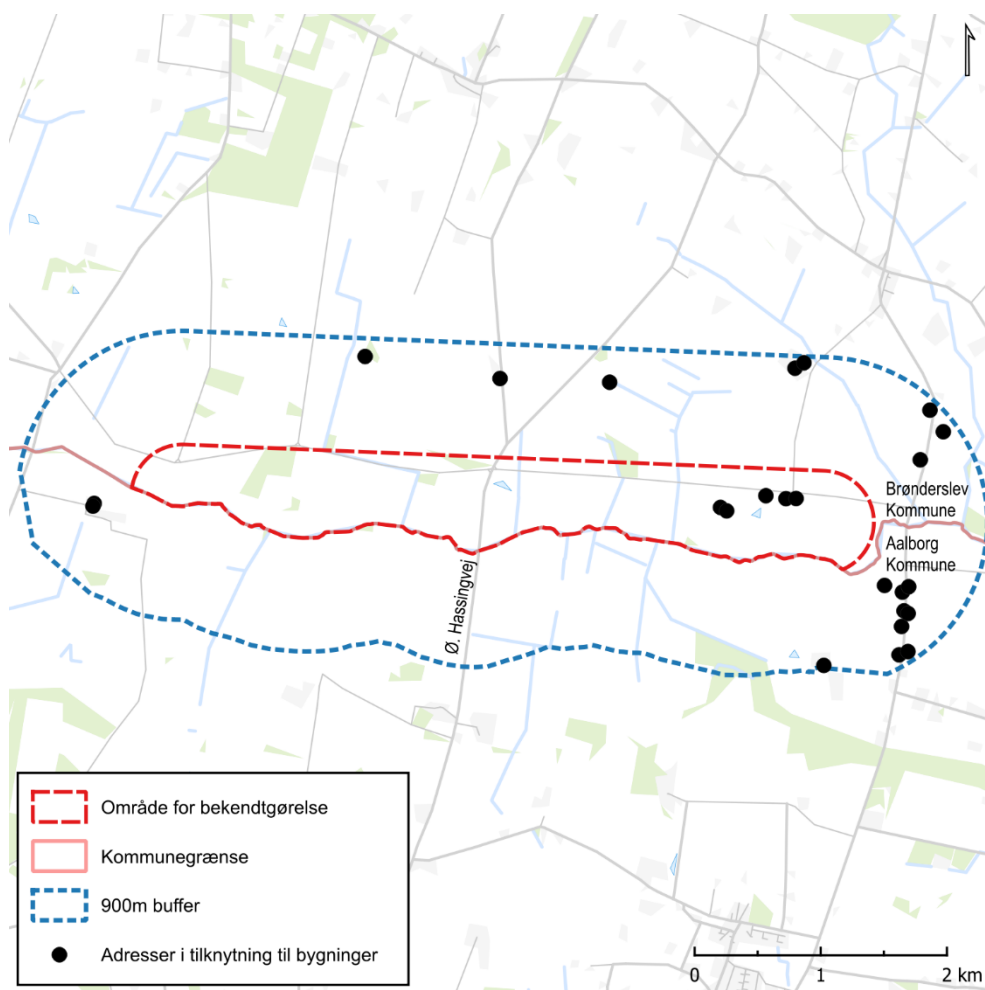 Brønderslev
Kommune
Aalborg
Kommune
Ø. Hassingvej
Område for bekendtgørelse
Kommunegrænse
900m buffer
Adresser i tilknytning til bygninger
0 1 2 km